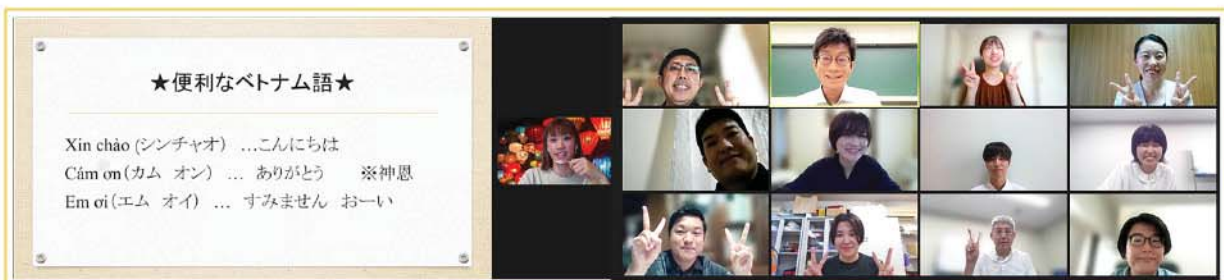 ★便利なベトナム語★
Xin chào (シンチャオ) …こんにちは
Cám ơn(カム オン) … ありがとう ※神恩
Em ơi(エム オイ) … すみません おーい